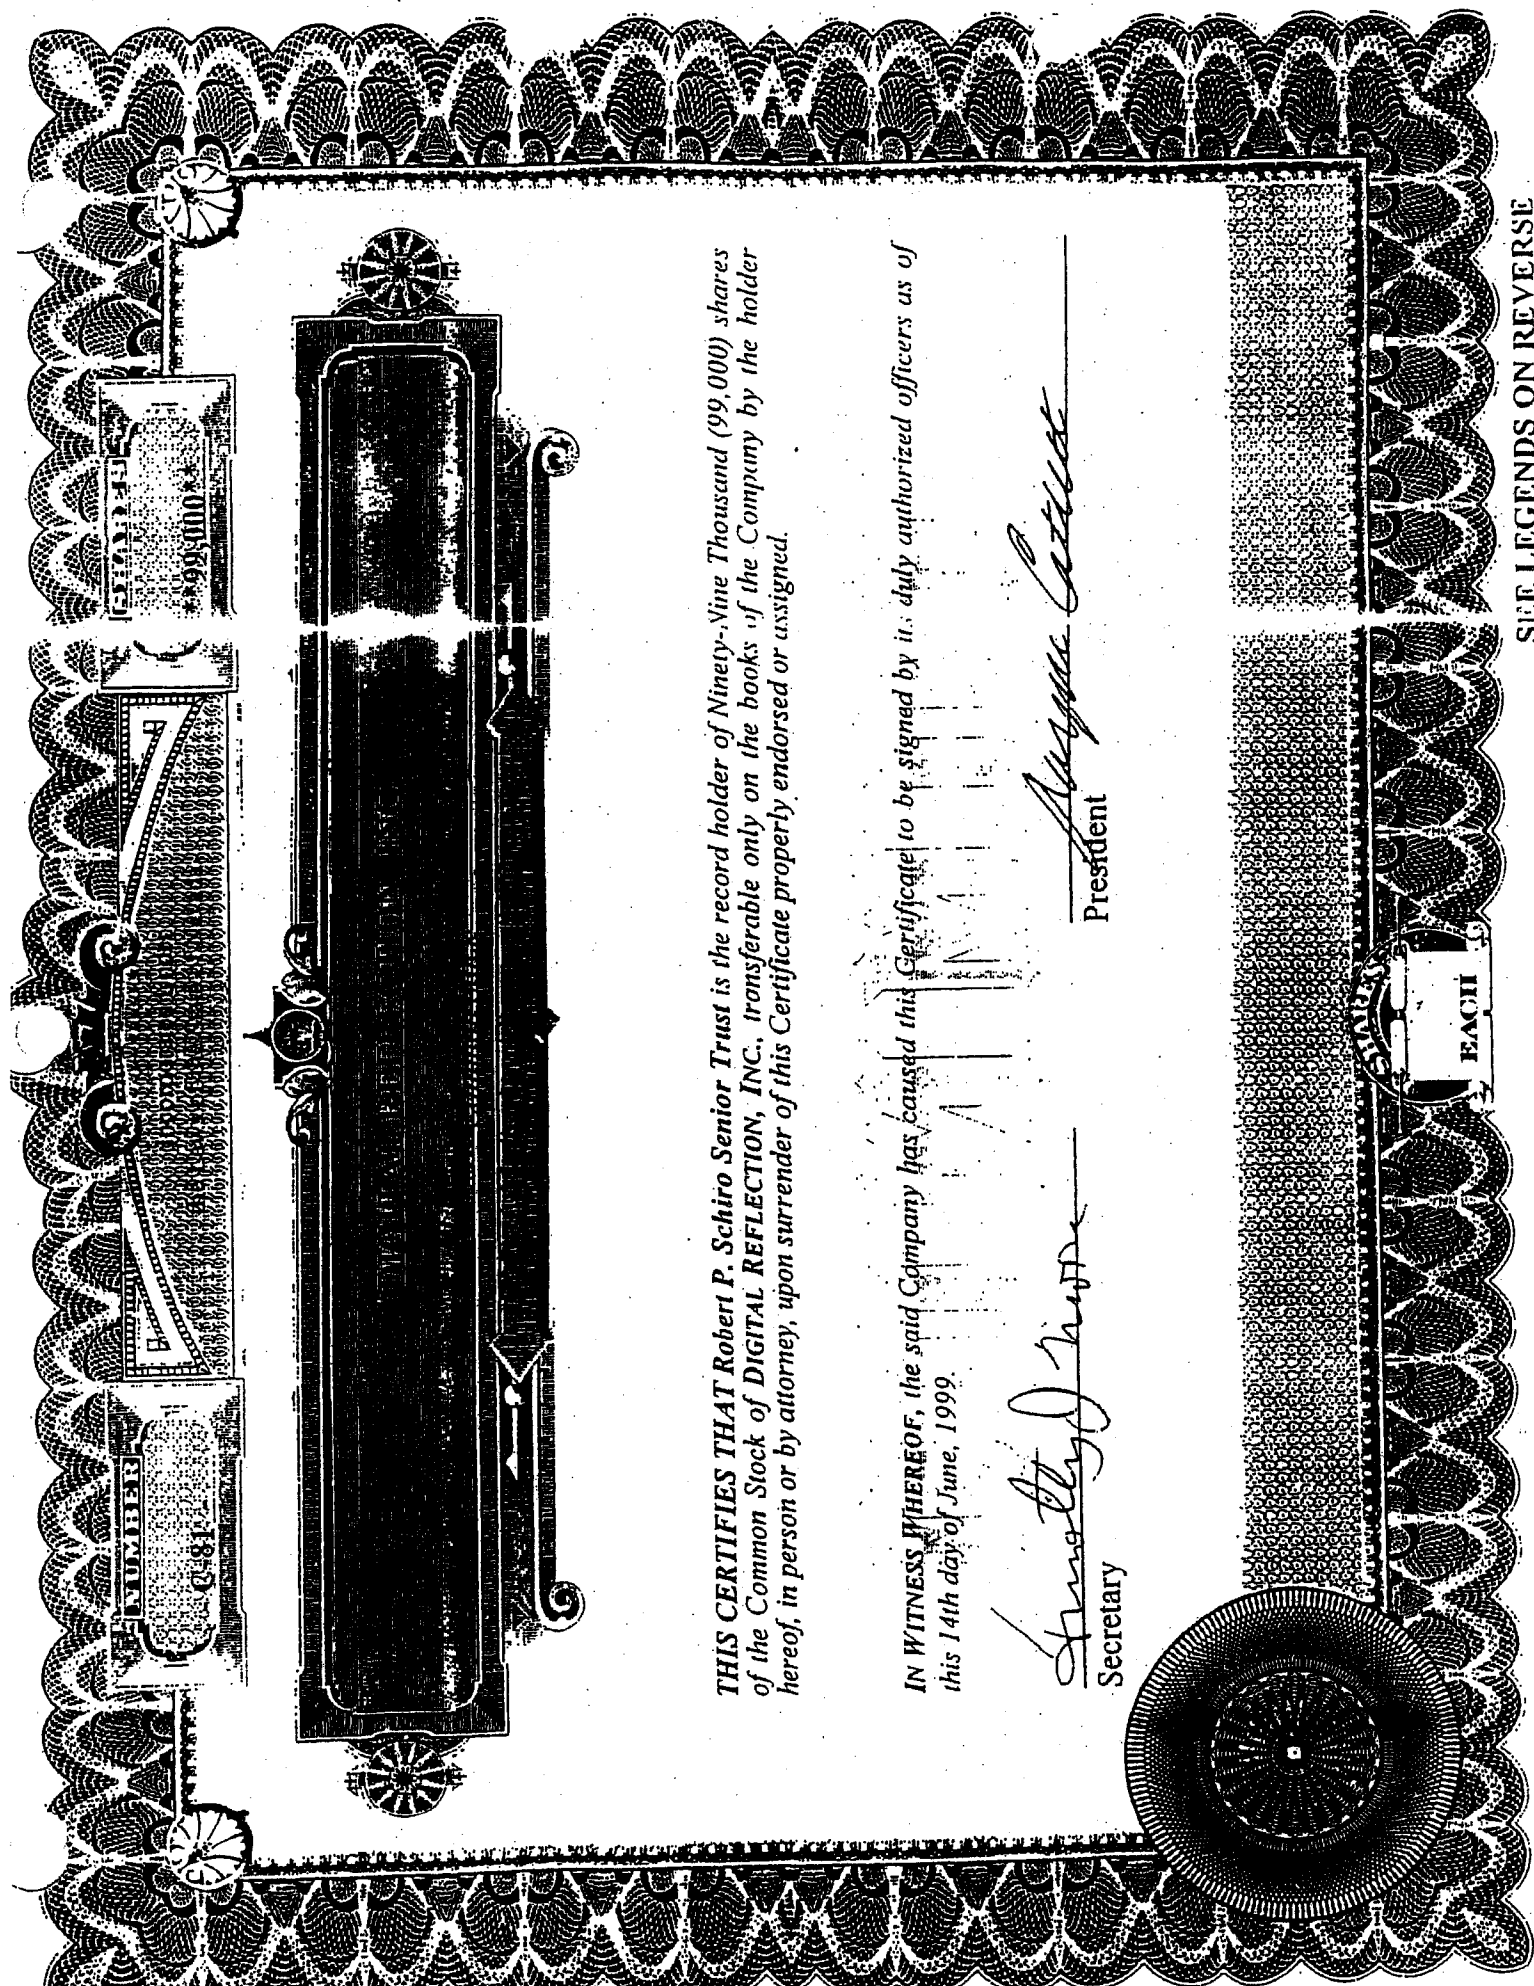 NUMBER
C-81
SHARES
**99,000**
DIGITAL REFLECTION, INC.
THIS CERTIFIES THAT Robert P. Schiro Senior Trust is the record holder of Ninety-Nine Thousand (99,000) shares
of the Common Stock of DIGITAL REFLECTION, INC., transferable only on the books of the Company by the holder
hereof, in person or by attorney, upon surrender of this Certificate properly endorsed or assigned.
IN WITNESS WHEREOF, the said Company has caused this Certificate to be signed by its duly authorized officers as of
this 14th day of June, 1999.
Secretary
President
SHARES
EACH
SEE LEGENDS ON REVERSE